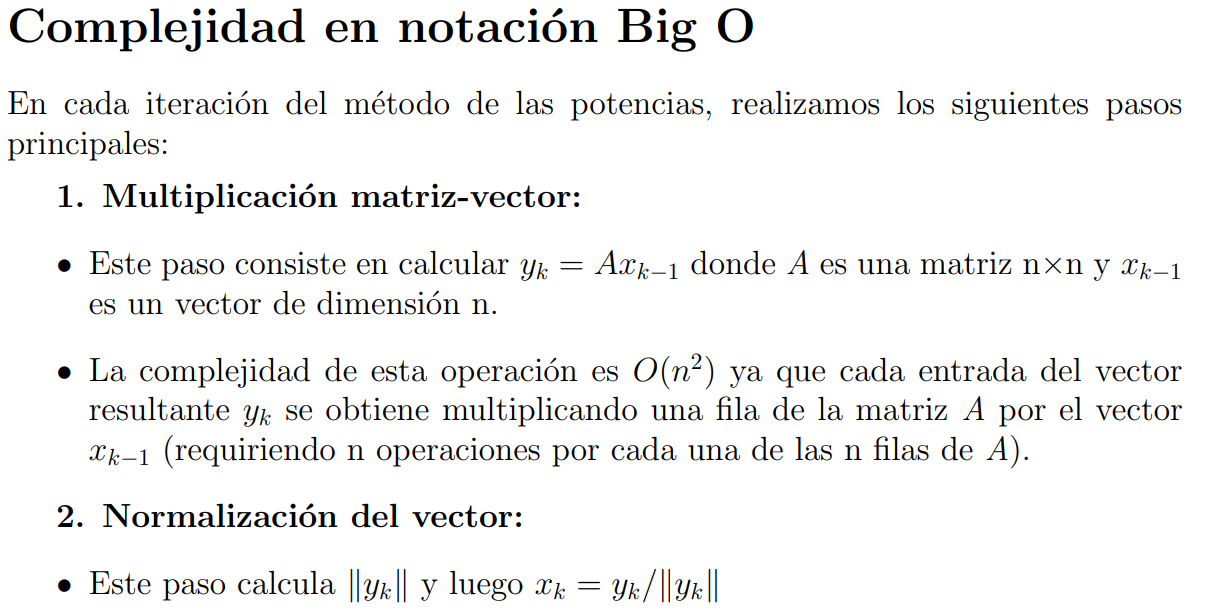 Complejidad en notación Big O
En cada iteración del método de las potencias, realizamos los siguientes pasos
principales:
1. Multiplicación matriz-vector:
• Este paso consiste en calcular $y_k = Ax_{k-1}$ donde $A$ es una matriz n×n y $x_{k-1}$
es un vector de dimensión n.
• La complejidad de esta operación es $O(n^2)$ ya que cada entrada del vector
resultante $y_k$ se obtiene multiplicando una fila de la matriz $A$ por el vector
$x_{k-1}$ (requiriendo n operaciones por cada una de las n filas de $A$).
2. Normalización del vector:
• Este paso calcula $\|y_k\|$ y luego $x_k = y_k/\|y_k\|$